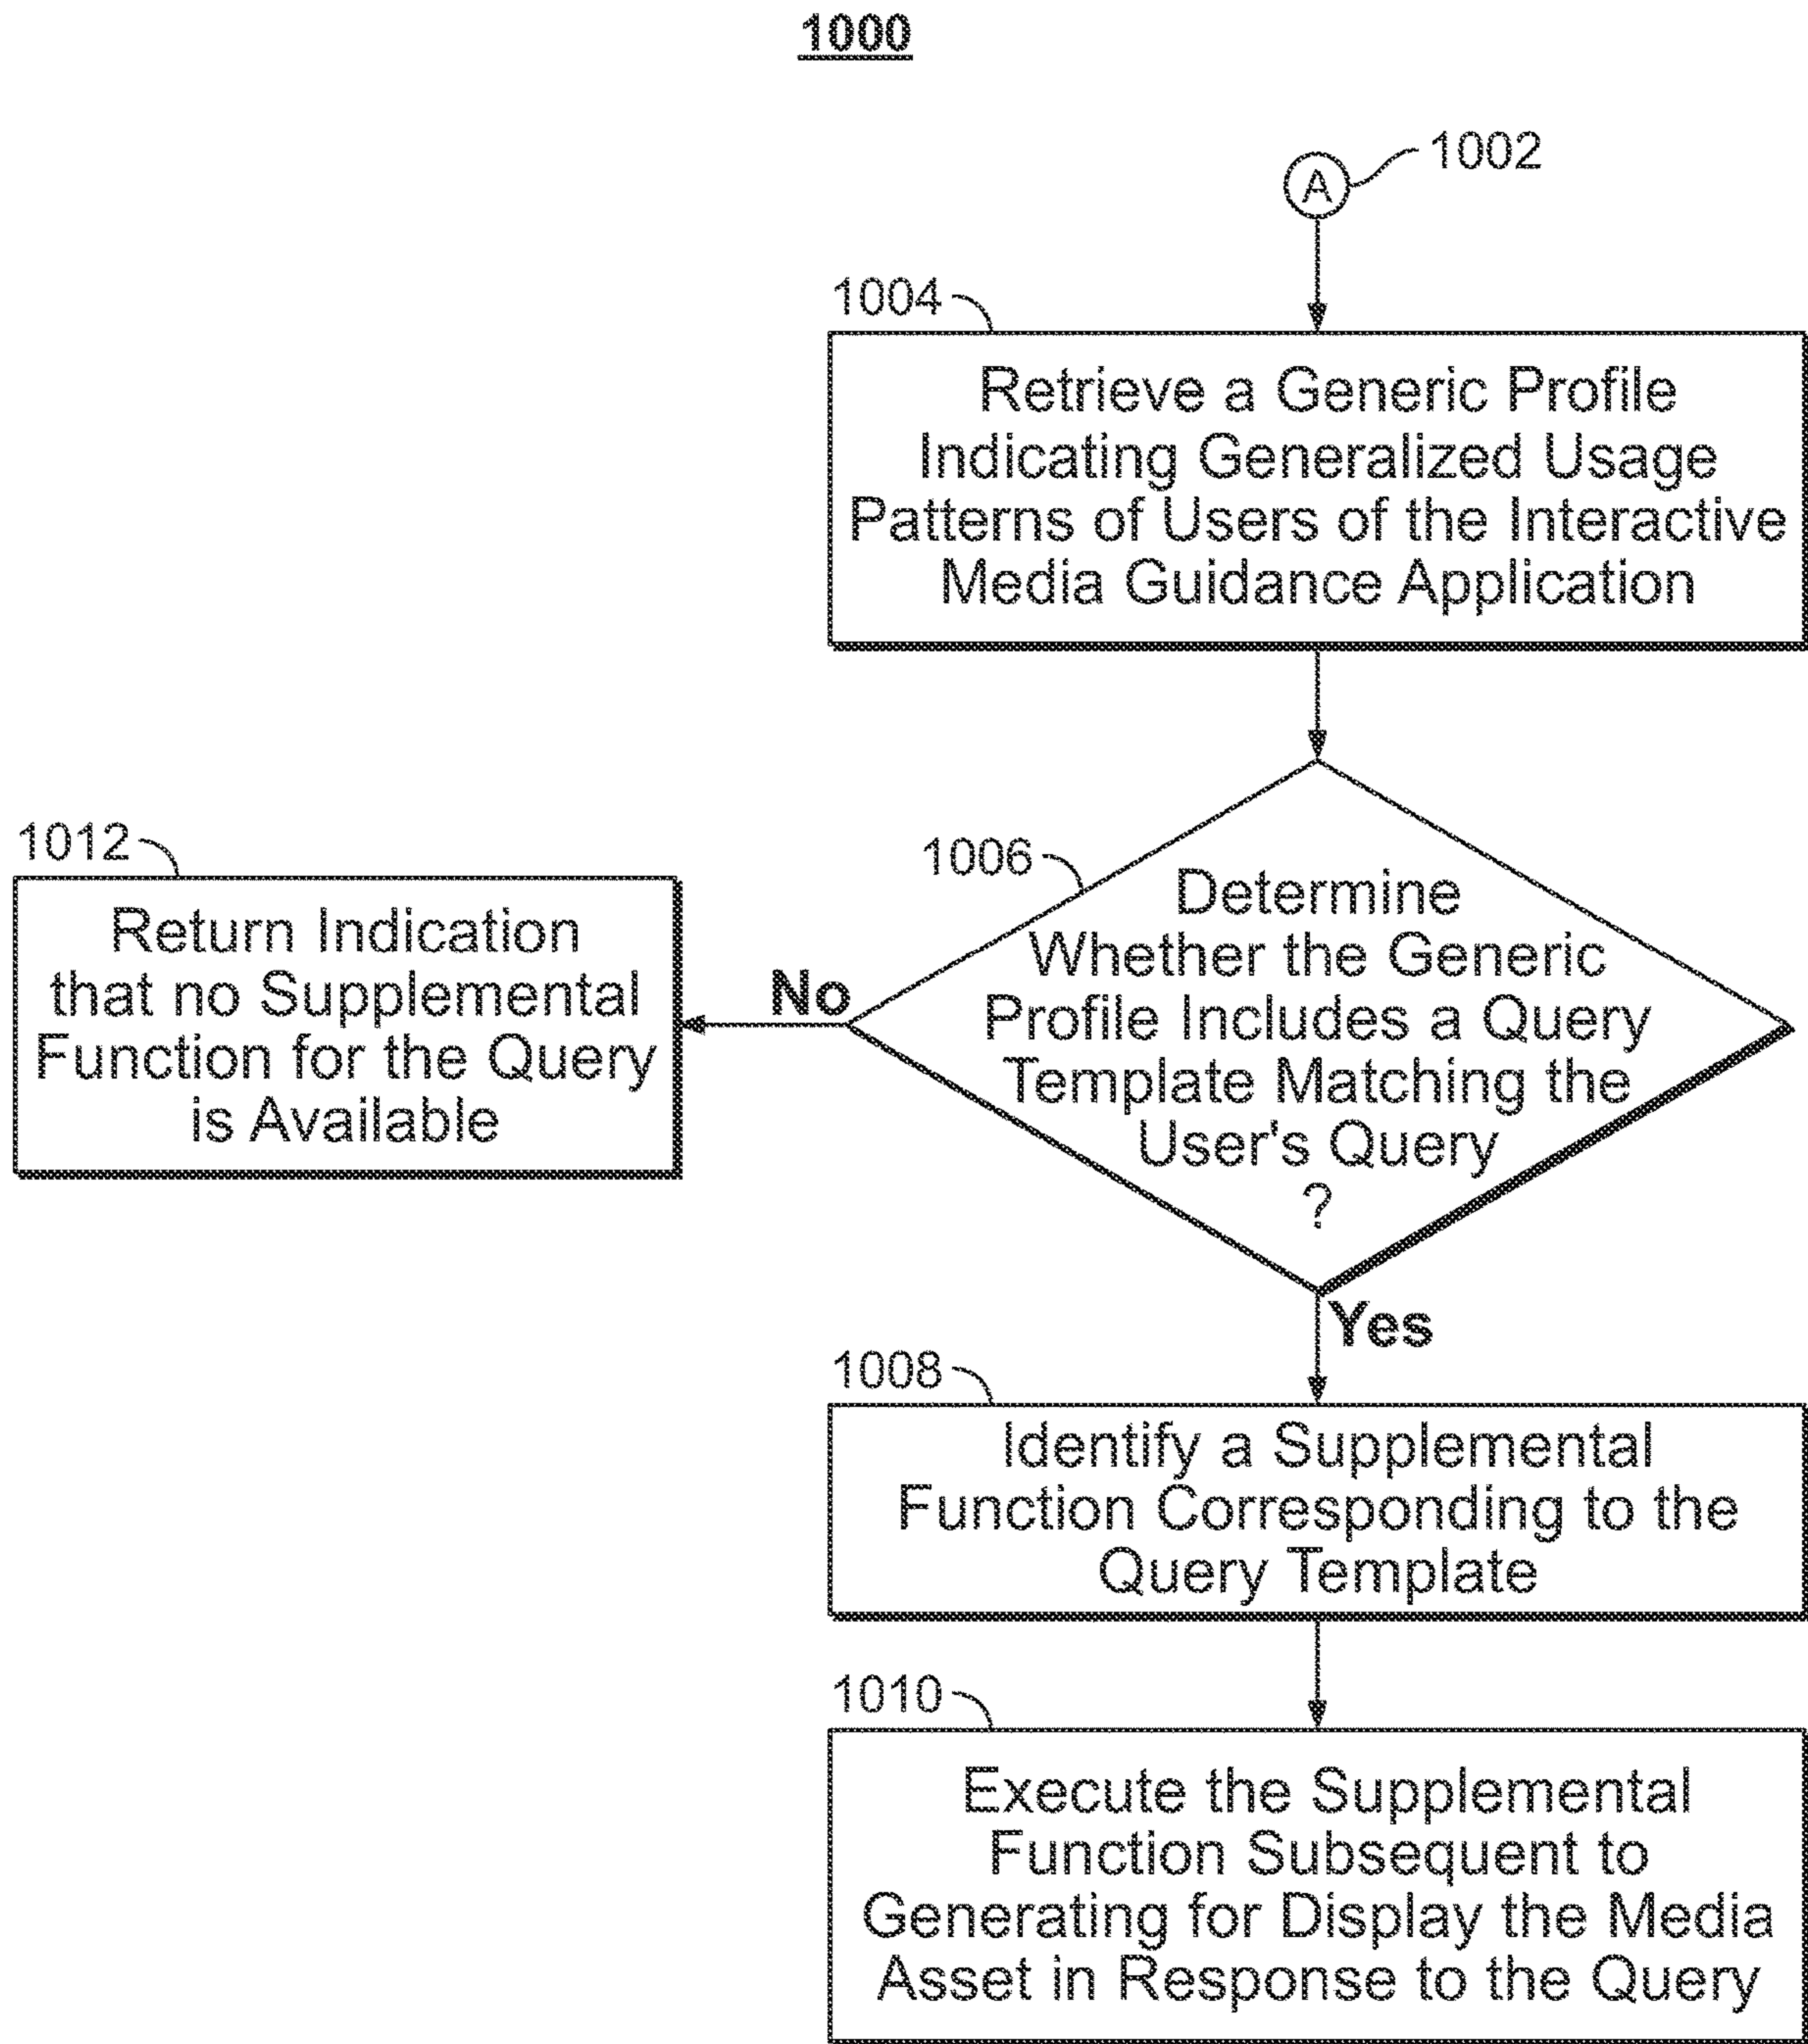 1000
A
1002
1004
Retrieve a Generic Profile
Indicating Generalized Usage
Patterns of Users of the Interactive
Media Guidance Application
1006
Determine
Whether the Generic
Profile Includes a Query
Template Matching the
User's Query
?
No
1012
Return Indication
that no Supplemental
Function for the Query
is Available
Yes
1008
Identify a Supplemental
Function Corresponding to the
Query Template
1010
Execute the Supplemental
Function Subsequent to
Generating for Display the Media
Asset in Response to the Query